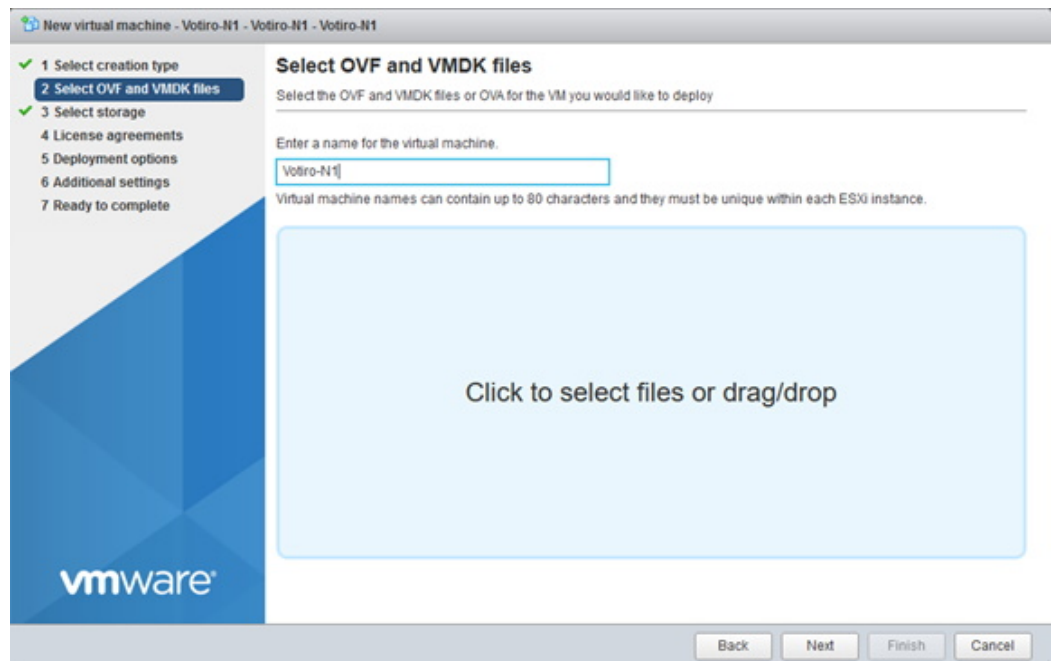 New virtual machine - Votiro-N1 - Votiro-N1 - Votiro-N1
1 Select creation type
2 Select OVF and VMDK files
3 Select storage
4 License agreements
5 Deployment options
6 Additional settings
7 Ready to complete
Select OVF and VMDK files
Select the OVF and VMDK files or OVA for the VM you would like to deploy
Enter a name for the virtual machine.
Votiro-N1
Virtual machine names can contain up to 80 characters and they must be unique within each ESXi instance.
Click to select files or drag/drop
vmware
Back Next Finish Cancel